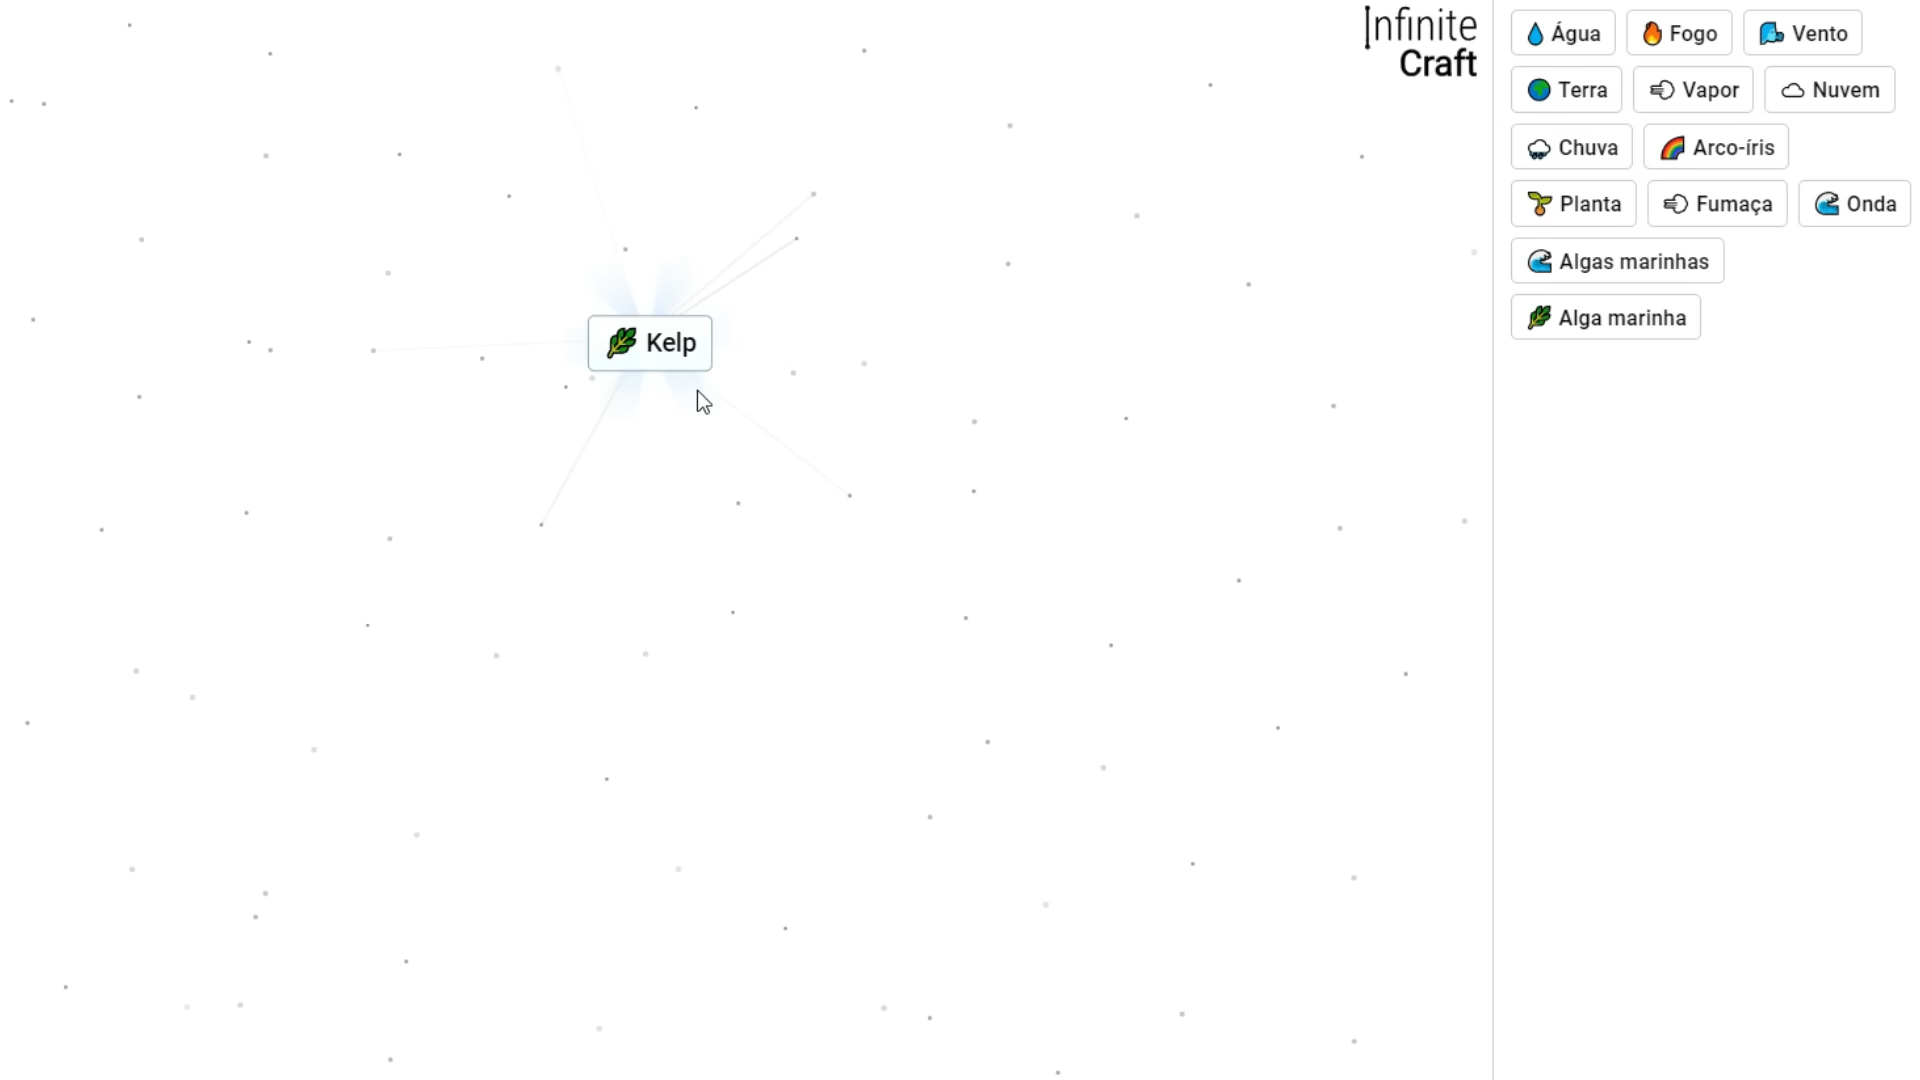 Infinite
Craft
Água Fogo Vento
Terra Vapor Nuvem
Chuva Arco-íris
Planta Fumaça Onda
Algas marinhas
Alga marinha
Kelp